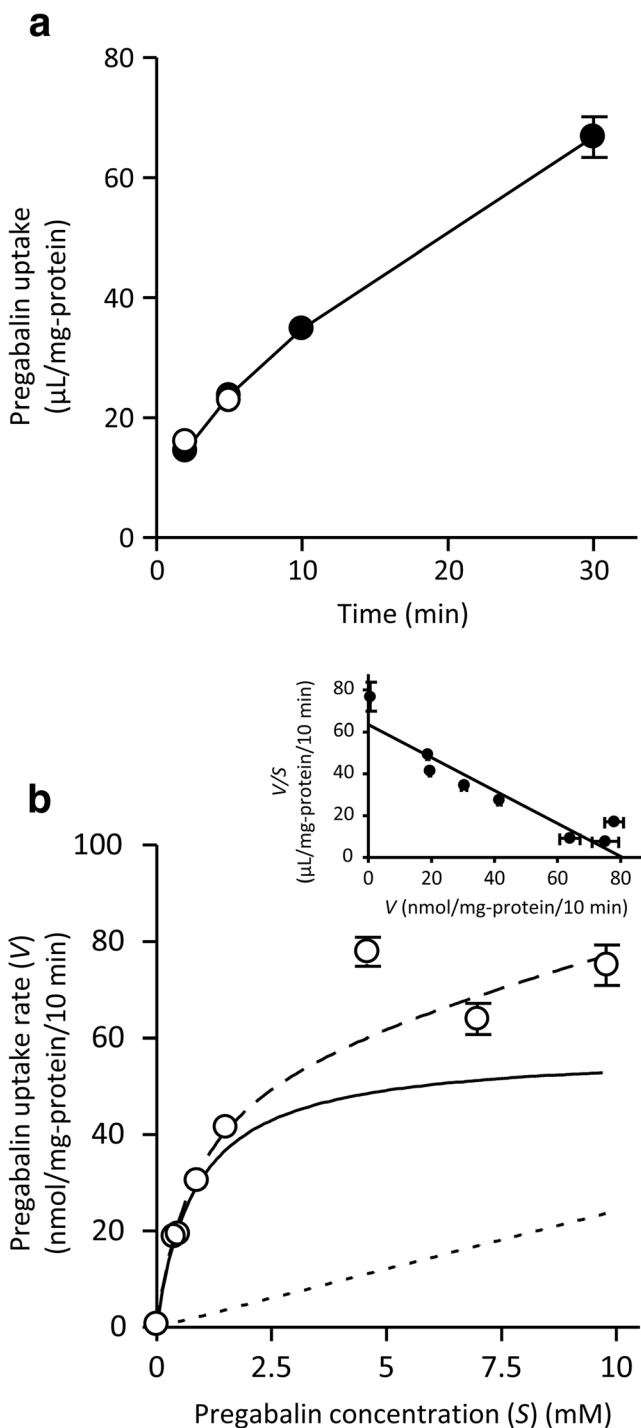 a
80
60
40
20
0
Pregabalin uptake
(µL/mg-protein)
0 10 20 30
Time (min)
b
80
60
40
20
0
V/S
(µL/mg-protein/10 min)
0 20 40 60 80
V (nmol/mg-protein/10 min)
100
80
60
40
20
0
Pregabalin uptake rate (V)
(nmol/mg-protein/10 min)
0 2.5 5 7.5 10
Pregabalin concentration (S) (mM)